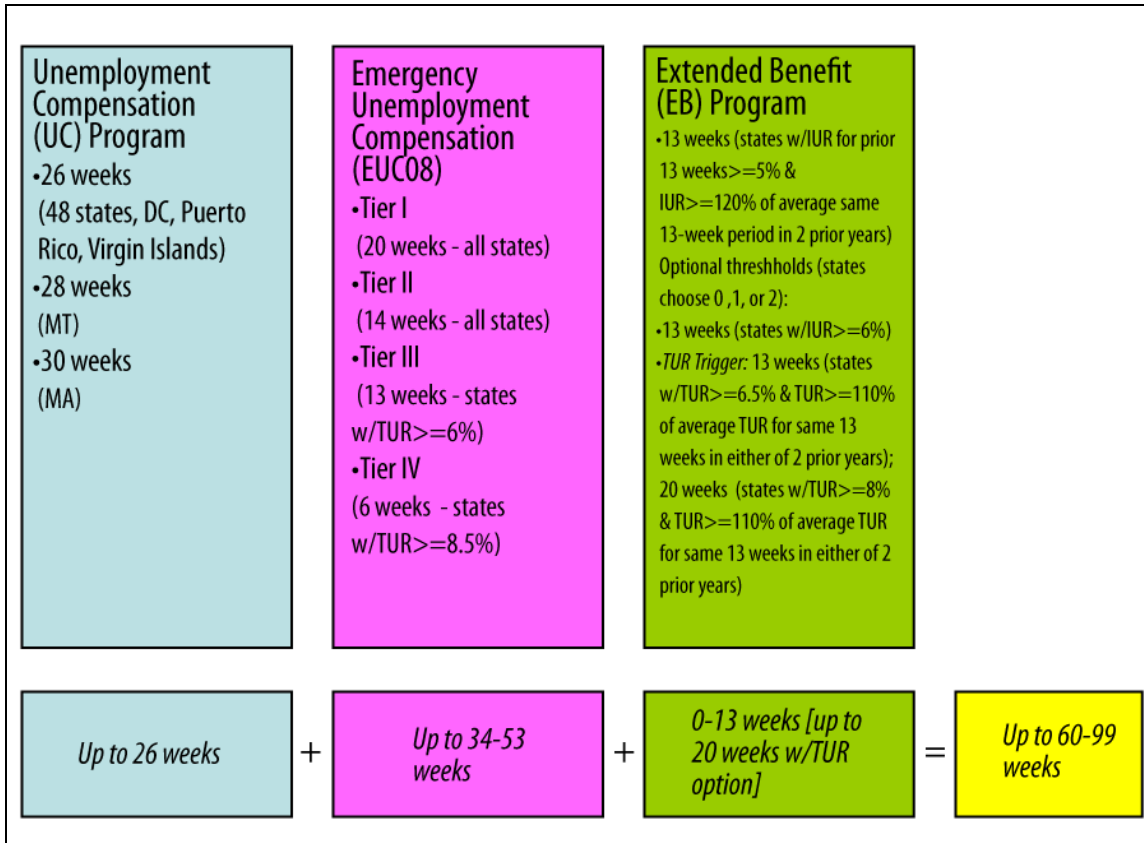 Unemployment
Compensation
(UC) Program
•26 weeks
(48 states, DC, Puerto
Rico, Virgin Islands)
•28 weeks
(MT)
•30 weeks
(MA)
Emergency
Unemployment
Compensation
(EUC08)
•Tier I
(20 weeks - all states)
•Tier II
(14 weeks - all states)
•Tier III
(13 weeks - states
w/TUR>=6%)
•Tier IV
(6 weeks - states
w/TUR>=8.5%)
Extended Benefit
(EB) Program
•13 weeks (states w/IUR for prior
13 weeks>=5% &
IUR>=120% of average same
13-week period in 2 prior years)
Optional threshholds (states
choose 0 ,1, or 2):
•13 weeks (states w/IUR>=6%)
•TUR Trigger: 13 weeks (states
w/TUR>=6.5% & TUR>=110%
of average TUR for same 13
weeks in either of 2 prior years);
20 weeks (states w/TUR>=8%
& TUR>=110% of average TUR
for same 13 weeks in either of 2
prior years)
Up to 26 weeks
+
Up to 34-53
weeks
+
0-13 weeks [up to
20 weeks w/TUR
option]
=
Up to 60-99
weeks